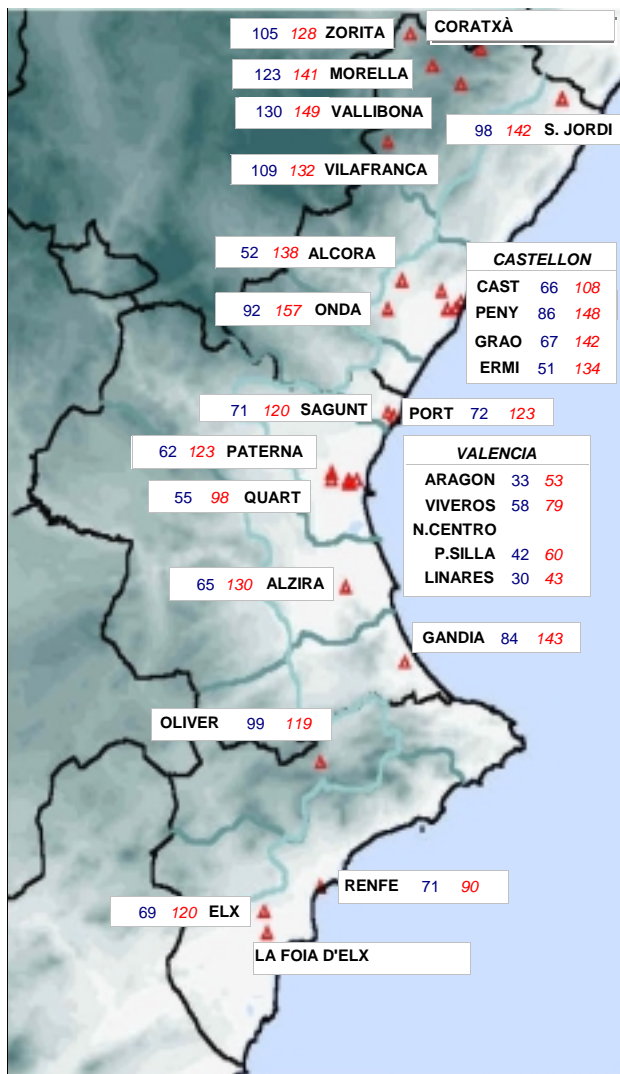 105 128 ZORITA
CORATXÀ
123 141 MORELLA
130 149 VALLIBONA
98 142 S. JORDI
109 132 VILAFRANCA
52 138 ALCORA
92 157 ONDA
CASTELLON
CAST 66 108
PENY 86 148
GRAO 67 142
ERMI 51 134
71 120 SAGUNT
PORT 72 123
62 123 PATERNA
55 98 QUART
VALENCIA
ARAGON 33 53
VIVEROS 58 79
N.CENTRO
P.SILLA 42 60
LINARES 30 43
65 130 ALZIRA
GANDIA 84 143
OLIVER 99 119
RENFE 71 90
69 120 ELX
LA FOIA D'ELX